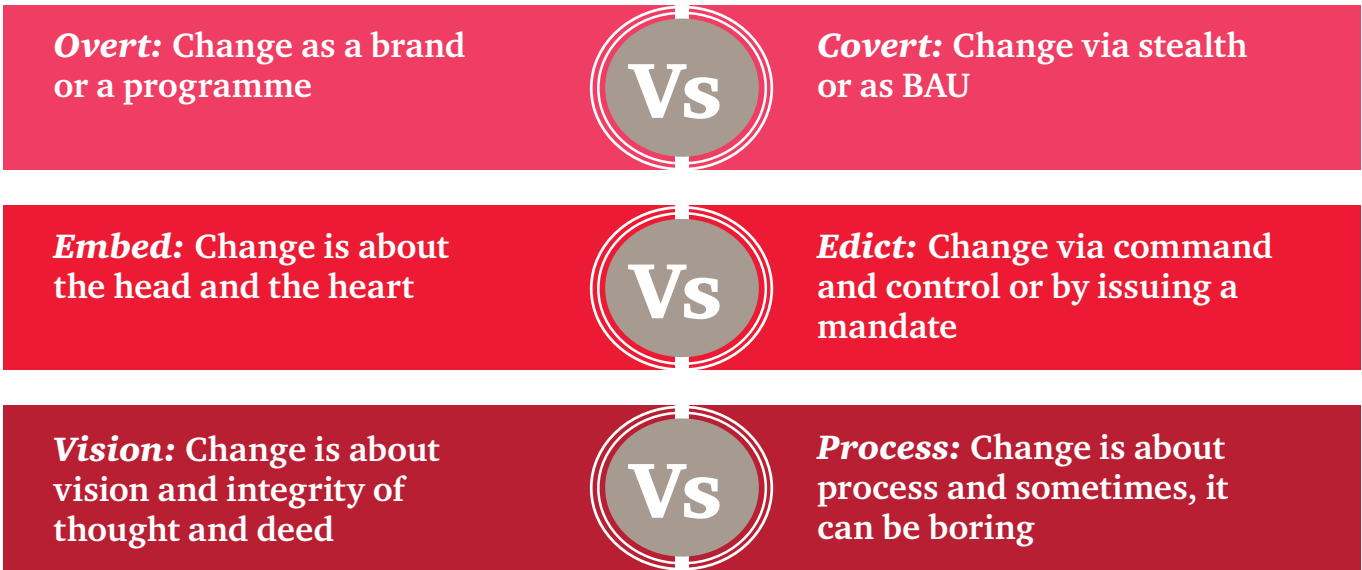 Overt: Change as a brand
or a programme
Vs
Covert: Change via stealth
or as BAU
Embed: Change is about
the head and the heart
Vs
Edict: Change via command
and control or by issuing a
mandate
Vision: Change is about
vision and integrity of
thought and deed
Vs
Process: Change is about
process and sometimes, it
can be boring